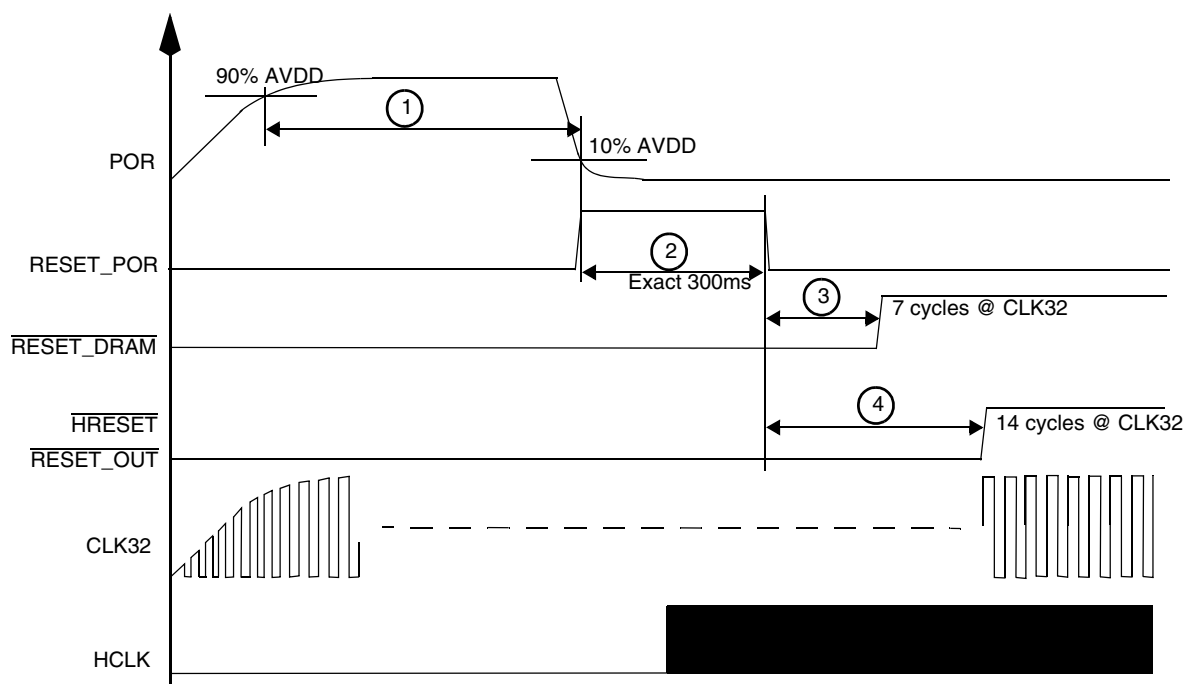 90% AVDD
1
POR
10% AVDD
RESET_POR
2
Exact 300ms
3
7 cycles @ CLK32
RESET_DRAM
4
HRESET
14 cycles @ CLK32
RESET_OUT
CLK32
HCLK